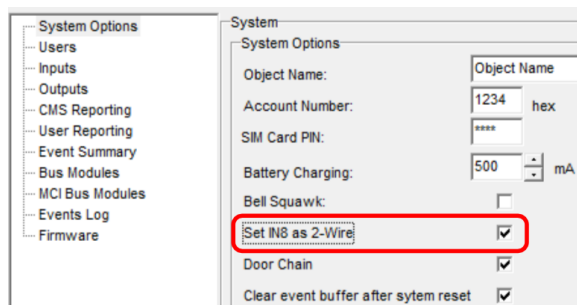 System Options
Users
Inputs
Outputs
CMS Reporting
User Reporting
Event Summary
Bus Modules
MCI Bus Modules
Events Log
Firmware
System
System Options
Object Name: Object Name
Account Number: 1234 hex
SIM Card PIN: ****
Battery Charging: 500 mA
Bell Squawk:
Set IN8 as 2-Wire
Door Chain
Clear event buffer after sytem reset